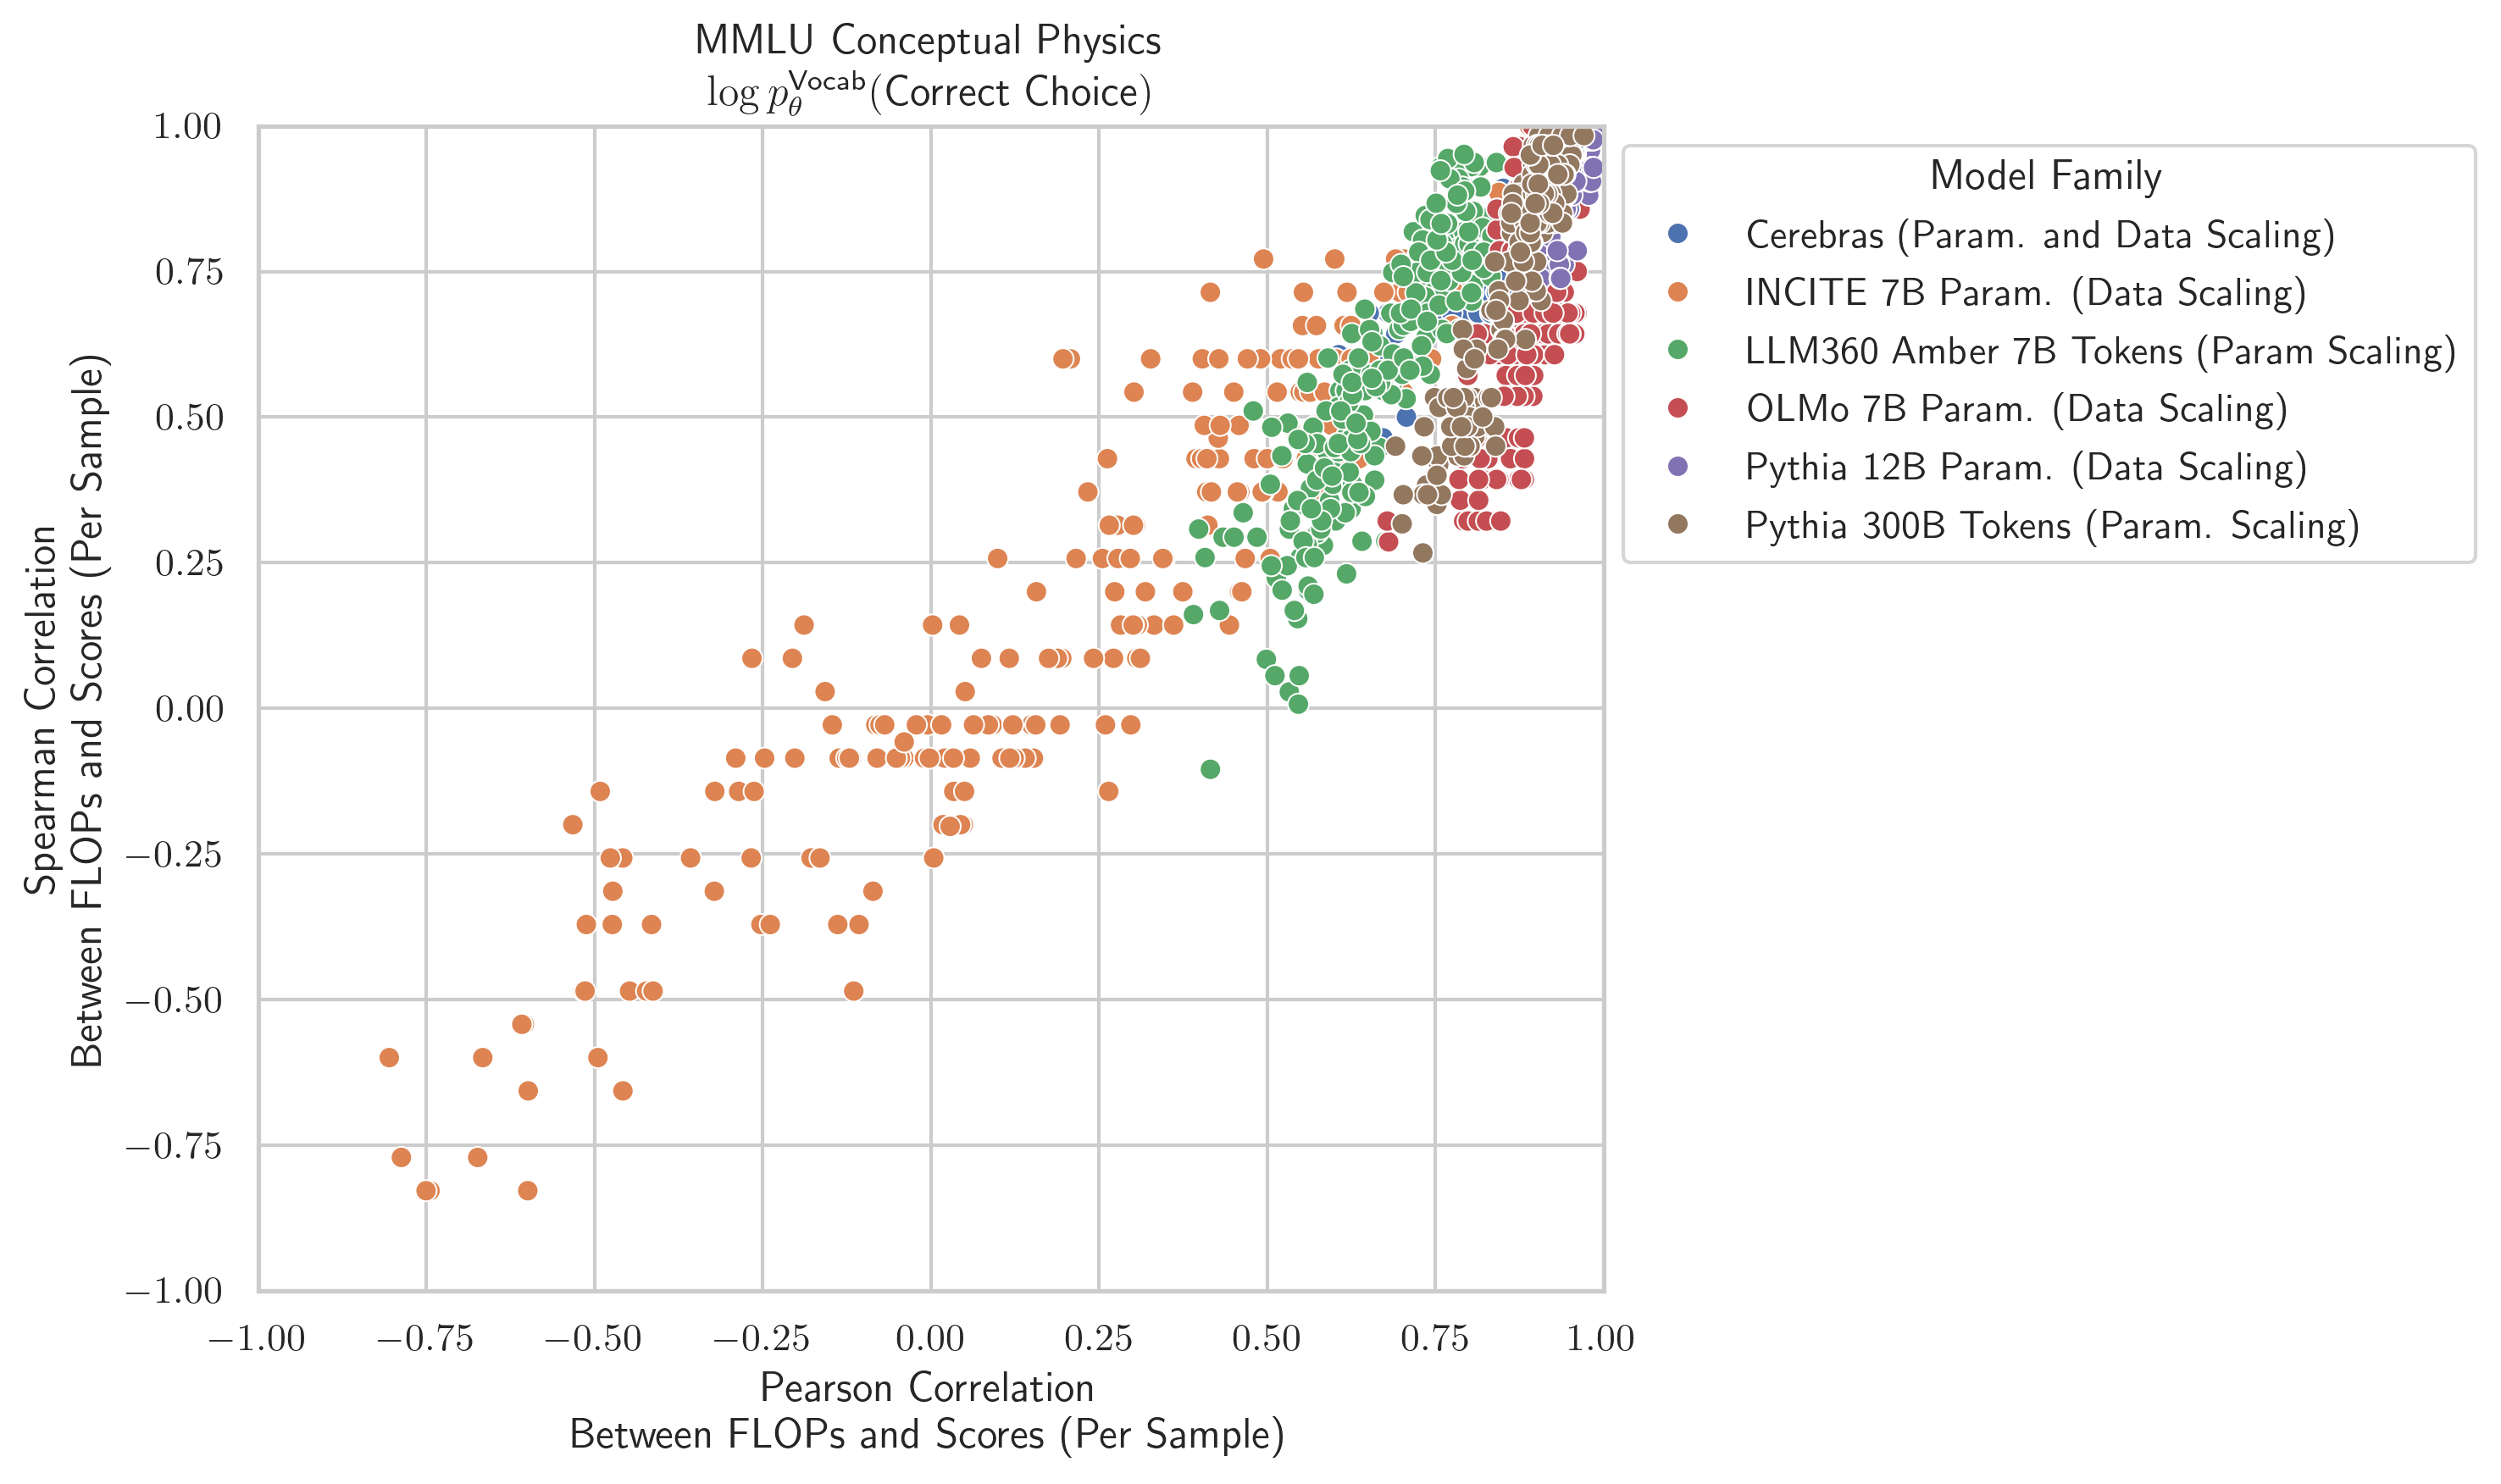 MMLU Conceptual Physics
log p_θ^Vocab(Correct Choice)
1.00
0.75
0.50
0.25
0.00
−0.25
−0.50
−0.75
−1.00
Spearman Correlation
Between FLOPs and Scores (Per Sample)
−1.00 −0.75 −0.50 −0.25 0.00 0.25 0.50 0.75 1.00
Pearson Correlation
Between FLOPs and Scores (Per Sample)
Model Family
Cerebras (Param. and Data Scaling)
INCITE 7B Param. (Data Scaling)
LLM360 Amber 7B Tokens (Param Scaling)
OLMo 7B Param. (Data Scaling)
Pythia 12B Param. (Data Scaling)
Pythia 300B Tokens (Param. Scaling)